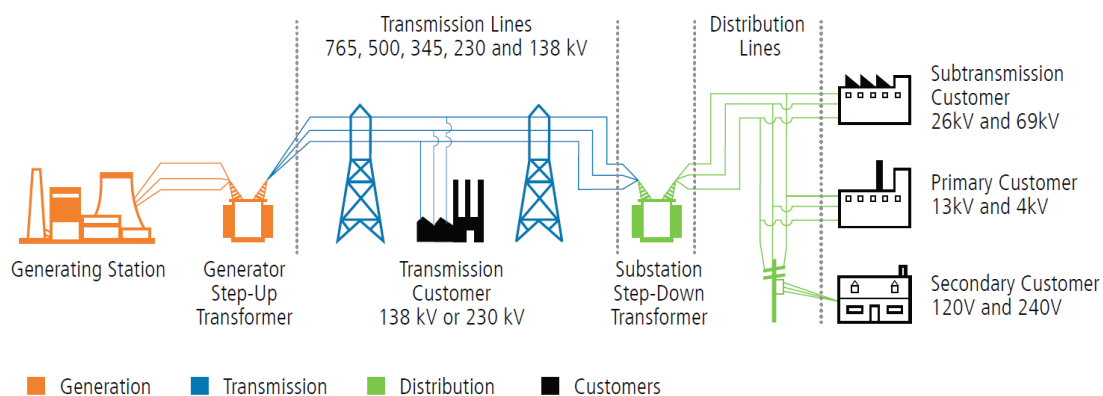 Transmission Lines
765, 500, 345, 230 and 138 kV
Distribution
Lines
Subtransmission
Customer
26kV and 69kV
Primary Customer
13kV and 4kV
Secondary Customer
120V and 240V
Generating Station
Generator
Step-Up
Transformer
Transmission
Customer
138 kV or 230 kV
Substation
Step-Down
Transformer
Generation
Transmission
Distribution
Customers